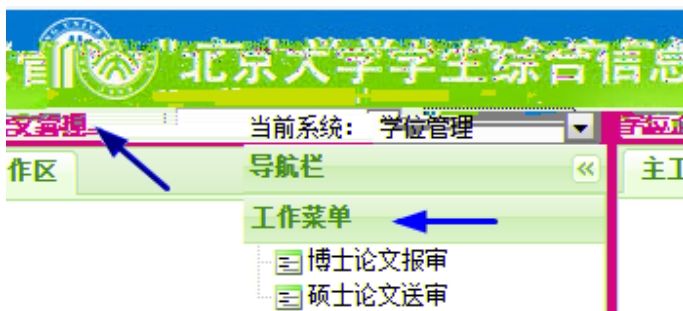 北京大学学生综合信息
当前系统： 学位管理
作区
导航栏
主工
工作菜单
博士论文报审
硕士论文送审